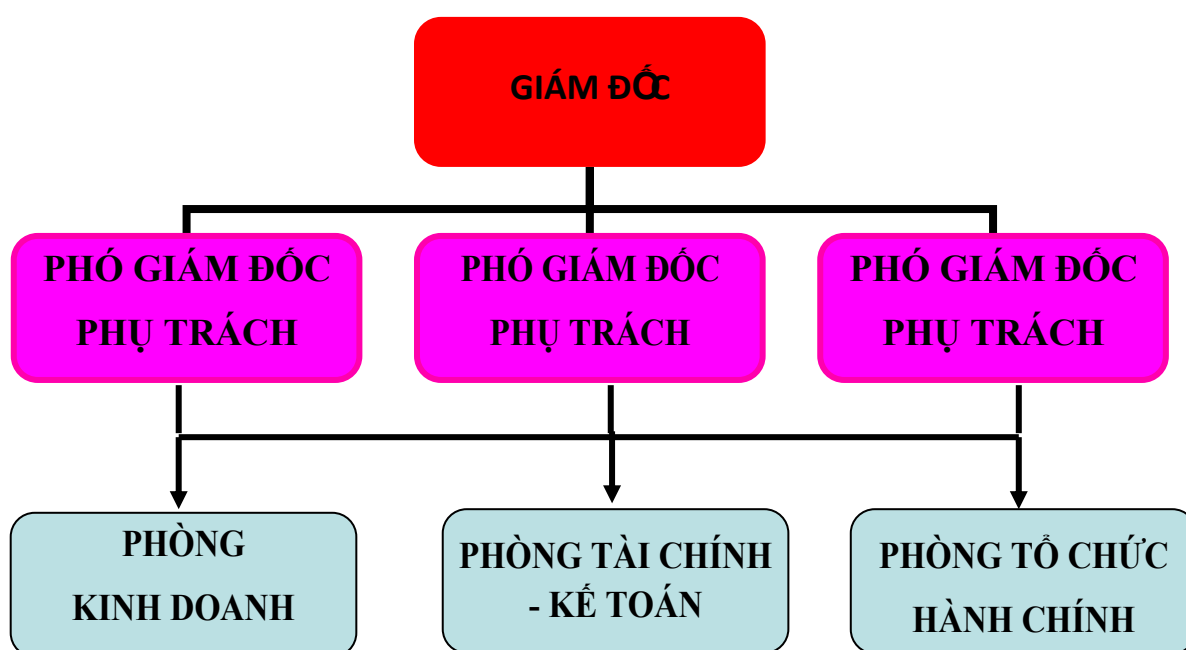 GIÁM ĐỐC
PHÓ GIÁM ĐỐC
PHỤ TRÁCH
PHÓ GIÁM ĐỐC
PHỤ TRÁCH
PHÓ GIÁM ĐỐC
PHỤ TRÁCH
PHÒNG
KINH DOANH
PHÒNG TÀI CHÍNH
- KẾ TOÁN
PHÒNG TỔ CHỨC
HÀNH CHÍNH